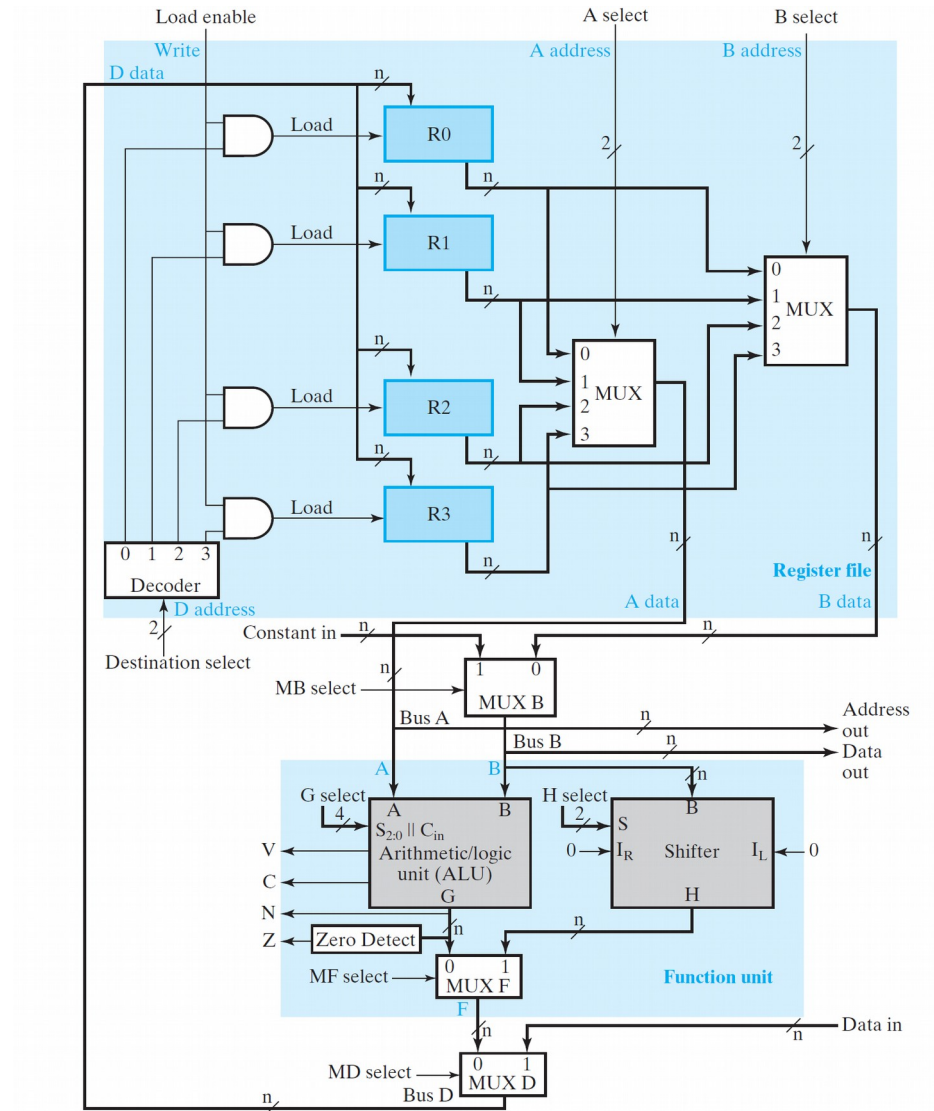 Load enable
A select
B select
Write
A address
B address
D data
n
Load
R0
2
2
n
n
Load
R1
0
1
MUX
2
3
n
n
0
1
MUX
2
3
Load
R2
n
n
Load
R3
n
n
n
0 1 2 3
Decoder
Register file
D address
A data
B data
2
Constant in
n
n
Destination select
n
1 0
MB select
MUX B
Bus A
n
Address
out
Bus B
n
Data
out
A
B
n
G select
A
B
H select
B
4
S2:0 || Cin
2
S
V
Arithmetic/logic
unit (ALU)
0
IR
Shifter
IL
0
C
G
H
N
n
n
Z
Zero Detect
0 1
MF select
MUX F
Function unit
F
n
n
Data in
0 1
MD select
MUX D
Bus D
n